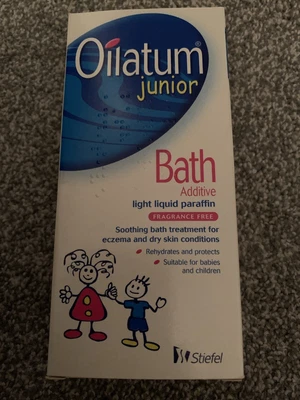 Oilatum®
junior
Bath
Additive
light liquid paraffin
FRAGRANCE FREE
Soothing bath treatment for
eczema and dry skin conditions
Rehydrates and protects
Suitable for babies
and children
Stiefel